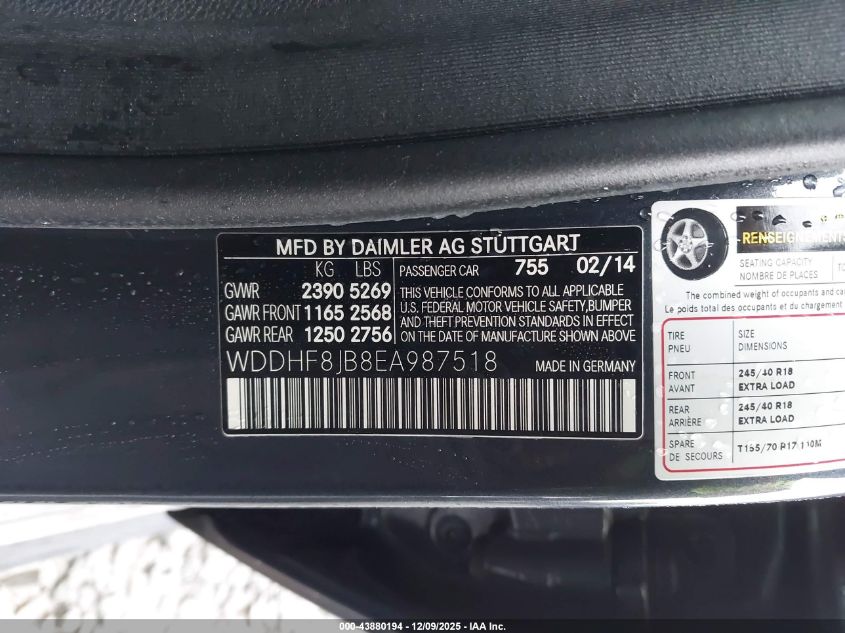 MFD BY DAIMLER AG STUTTGART
KG LBS
GVWR 2390 5269
GAWR FRONT 1165 2568
GAWR REAR 1250 2756
PASSENGER CAR 755 02/14
THIS VEHICLE CONFORMS TO ALL APPLICABLE
U.S. FEDERAL MOTOR VEHICLE SAFETY,BUMPER
AND THEFT PREVENTION STANDARDS IN EFFECT
ON THE DATE OF MANUFACTURE SHOWN ABOVE
WDDHF8JB8EA987518 MADE IN GERMANY
SEATING CAPACITY
NOMBRE DE PLACES
The combined weight of occupants and
Le poids total des occupants et du chargement
TIRE SIZE
PNEU DIMENSIONS
FRONT 245/40 R18
AVANT EXTRA LOAD
REAR 245/40 R18
ARRIÈRE EXTRA LOAD
SPARE
DE SECOURS
000-43880194 - 12/09/2025 - IAA Inc.